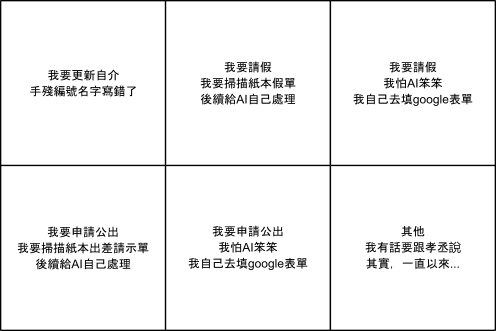 我要更新自介
手殘編號名字寫錯了
我要請假
我要掃描紙本假單
後續給AI自己處理
我要請假
我怕AI笨笨
我自己去填google表單
我要申請公出
我要掃描紙本出差請示單
後續給AI自己處理
我要申請公出
我怕AI笨笨
我自己去填google表單
其他
我有話要跟孝丞說
其實，一直以來...